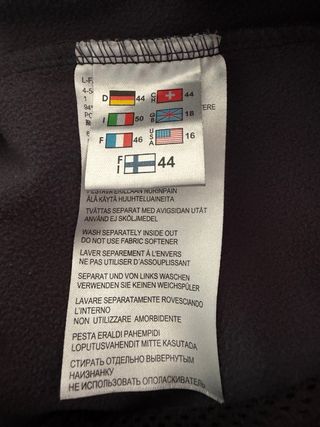 D 44 CH 44
I 50 GB 18
F 46 USA 16
FI 44
PESTÄVÄ ERILLÄÄN NURINPÄIN
ÄLÄ KÄYTÄ HUUHTELUAINEITA
TVÄTTAS SEPARAT MED AVIGSIDAN UTÅT
ANVÄND EJ SKÖLJMEDEL
WASH SEPARATELY INSIDE OUT
DO NOT USE FABRIC SOFTENER
LAVER SEPAREMENT À L'ENVERS
NE PAS UTILISER D'ASSOUPLISSANT
SEPARAT UND VON LINKS WASCHEN
VERWENDEN SIE KEINEN WEICHSPÜLER
LAVARE SEPARATAMENTE ROVESCIANDO
L'INTERNO
NON UTILIZZARE AMORBIDENTE
PESTA ERALDI PAHEMPIDI
LOPUTUSVAHENDIT MITTE KASUTADA
СТИРАТЬ ОТДЕЛЬНО ВЫВЕРНУТЫМ
НАИЗНАНКУ
НЕ ИСПОЛЬЗОВАТЬ ОПОЛАСКИВАТЕЛЬ